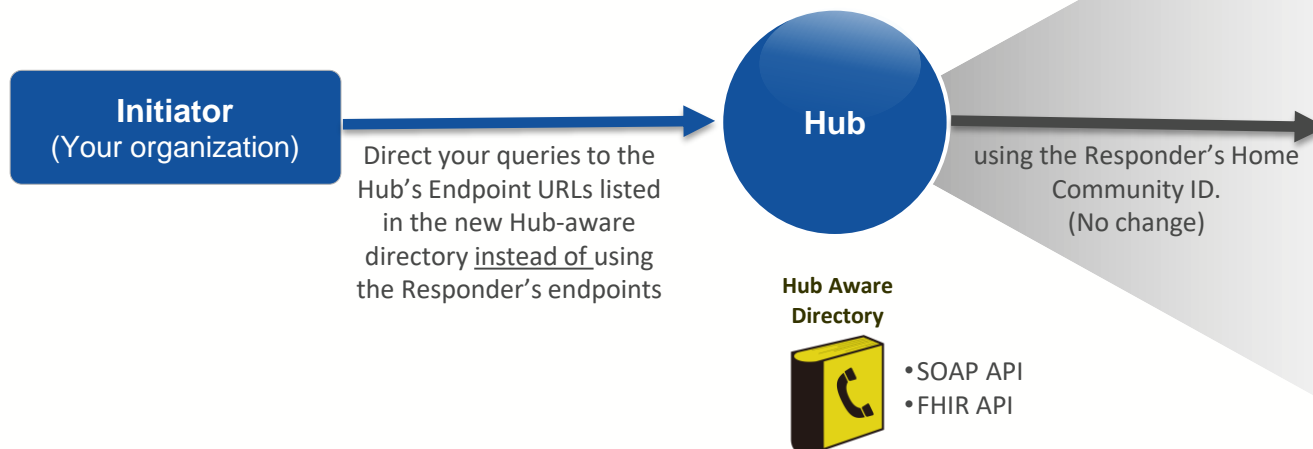 Initiator
(Your organization)
Direct your queries to the
Hub’s Endpoint URLs listed
in the new Hub-aware
directory instead of using
the Responder’s endpoints
Hub
using the Responder’s Home
Community ID.
(No change)
Hub Aware
Directory
•SOAP API
•FHIR API